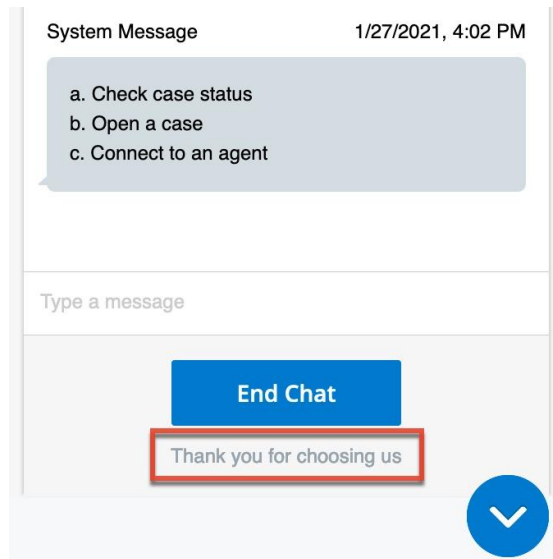 System Message 1/27/2021, 4:02 PM
a. Check case status
b. Open a case
c. Connect to an agent
Type a message
End Chat
Thank you for choosing us